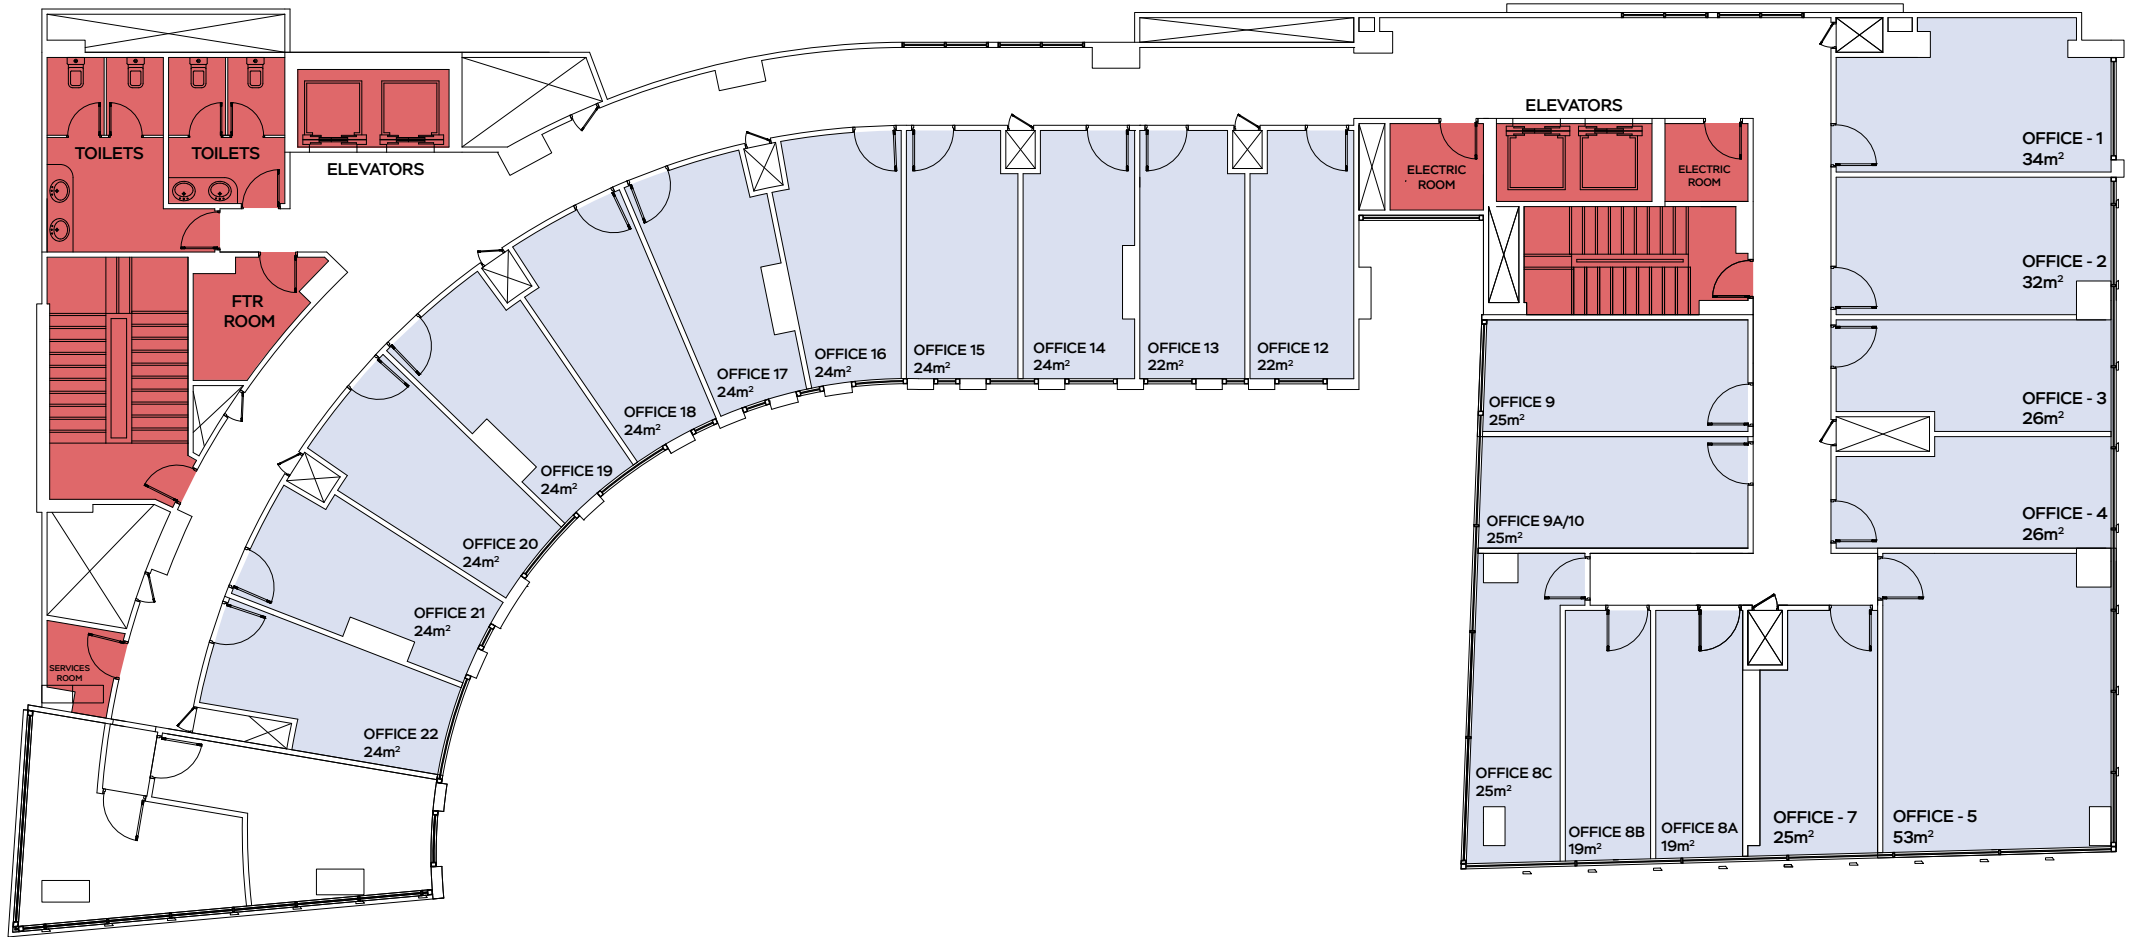 TOILETS
TOILETS
ELEVATORS
ELEVATORS
ELECTRIC
ROOM
ELECTRIC
ROOM
FTR
ROOM
SERVICES
ROOM
OFFICE - 1
34m²
OFFICE - 2
32m²
OFFICE - 3
26m²
OFFICE - 4
26m²
OFFICE - 5
53m²
OFFICE - 7
25m²
OFFICE 8A
19m²
OFFICE 8B
19m²
OFFICE 8C
25m²
OFFICE 9A/10
25m²
OFFICE 9
25m²
OFFICE 12
22m²
OFFICE 13
22m²
OFFICE 14
24m²
OFFICE 15
24m²
OFFICE 16
24m²
OFFICE 17
24m²
OFFICE 18
24m²
OFFICE 19
24m²
OFFICE 20
24m²
OFFICE 21
24m²
OFFICE 22
24m²